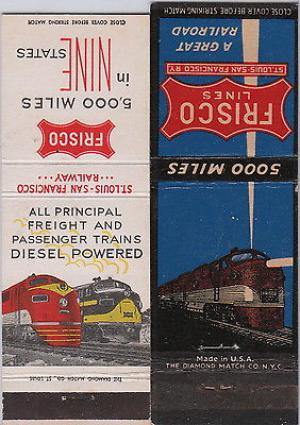 CLOSE COVER BEFORE STRIKING MATCH
5,000 MILES
in NINE
STATES
FRISCO
ST. LOUIS - SAN FRANCISCO
RAILWAY
ALL PRINCIPAL
FREIGHT AND
PASSENGER TRAINS
DIESEL POWERED
THE DIAMOND MATCH CO., ST. LOUIS
CLOSE COVER BEFORE STRIKING MATCH
A GREAT
RAILROAD
ST. LOUIS-SAN FRANCISCO RY.
FRISCO
LINES
5000 MILES
Made in U.S.A.
THE DIAMOND MATCH CO. N.Y.C.